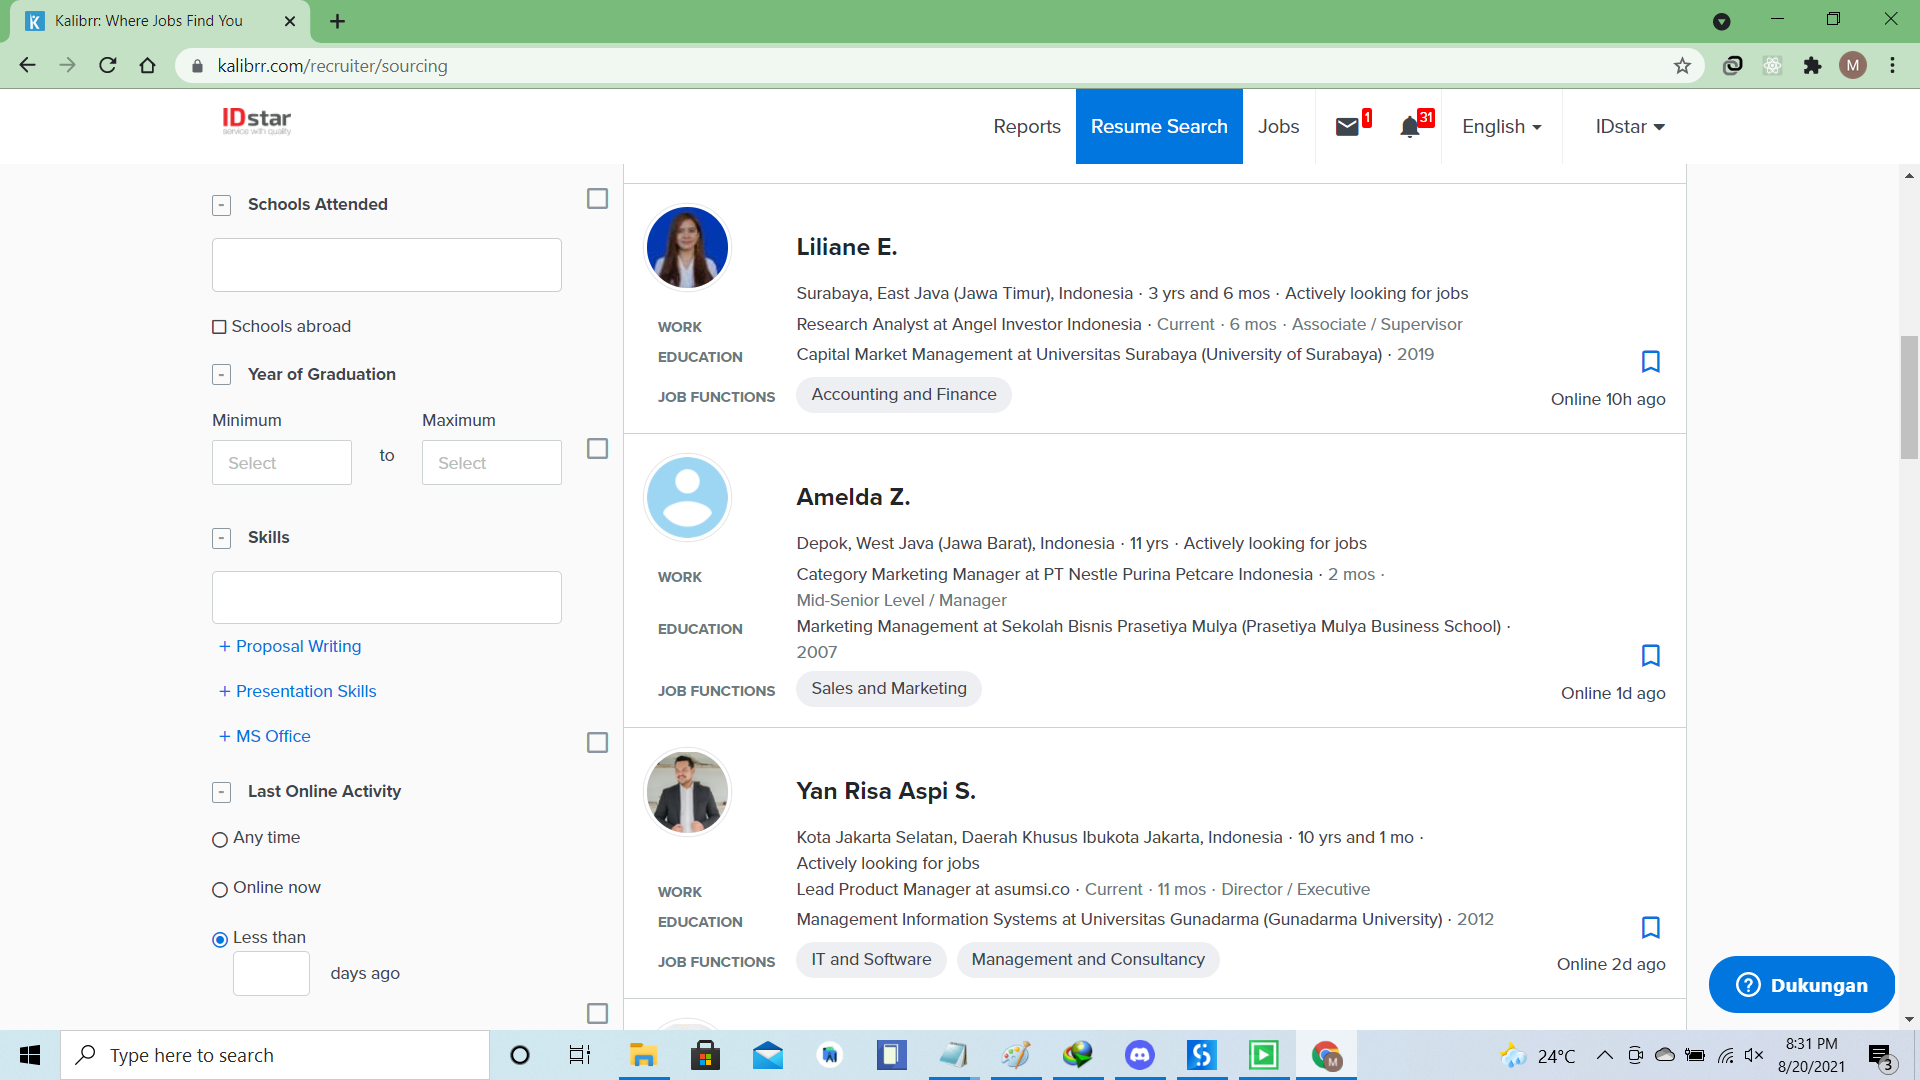 Kalibrr: Where Jobs Find You
kalibrr.com/recruiter/sourcing
M
IDstar
service with quality
Reports
Resume Search
Jobs
1
31
English
IDstar
Schools Attended
Schools abroad
Year of Graduation
Minimum
Maximum
Select
to
Select
Skills
+ Proposal Writing
+ Presentation Skills
+ MS Office
Last Online Activity
Any time
Online now
Less than
days ago
Liliane E.
Surabaya, East Java (Jawa Timur), Indonesia · 3 yrs and 6 mos · Actively looking for jobs
WORK Research Analyst at Angel Investor Indonesia · Current · 6 mos · Associate / Supervisor
EDUCATION Capital Market Management at Universitas Surabaya (University of Surabaya) · 2019
JOB FUNCTIONS Accounting and Finance
Online 10h ago
Amelda Z.
Depok, West Java (Jawa Barat), Indonesia · 11 yrs · Actively looking for jobs
WORK Category Marketing Manager at PT Nestle Purina Petcare Indonesia · 2 mos ·
Mid-Senior Level / Manager
EDUCATION Marketing Management at Sekolah Bisnis Prasetiya Mulya (Prasetiya Mulya Business School) ·
2007
JOB FUNCTIONS Sales and Marketing
Online 1d ago
Yan Risa Aspi S.
Kota Jakarta Selatan, Daerah Khusus Ibukota Jakarta, Indonesia · 10 yrs and 1 mo ·
Actively looking for jobs
WORK Lead Product Manager at asumsi.co · Current · 11 mos · Director / Executive
EDUCATION Management Information Systems at Universitas Gunadarma (Gunadarma University) · 2012
JOB FUNCTIONS IT and Software Management and Consultancy
Online 2d ago
Dukungan
Type here to search
M
24°C
8:31 PM
8/20/2021
3